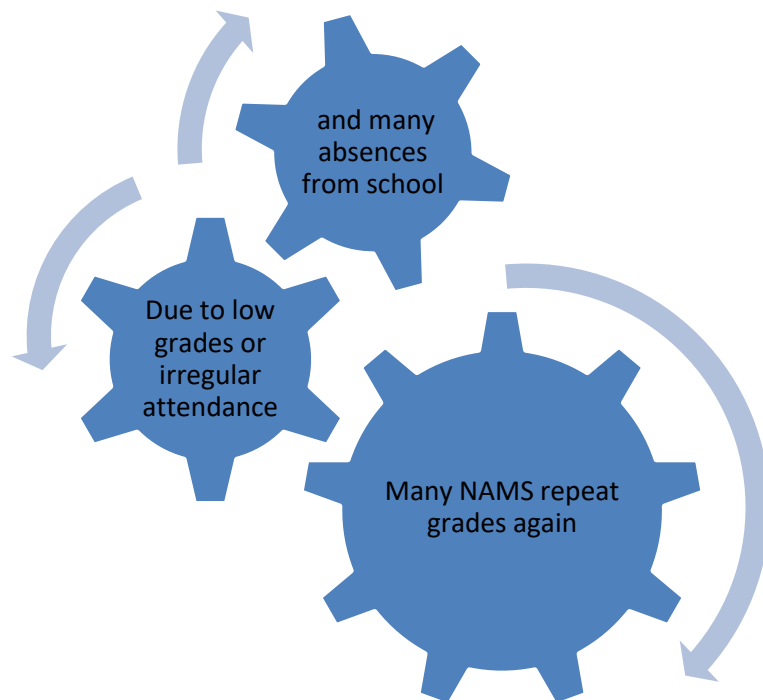 and many
absences
from school
Due to low
grades or
irregular
attendance
Many NAMS repeat
grades again